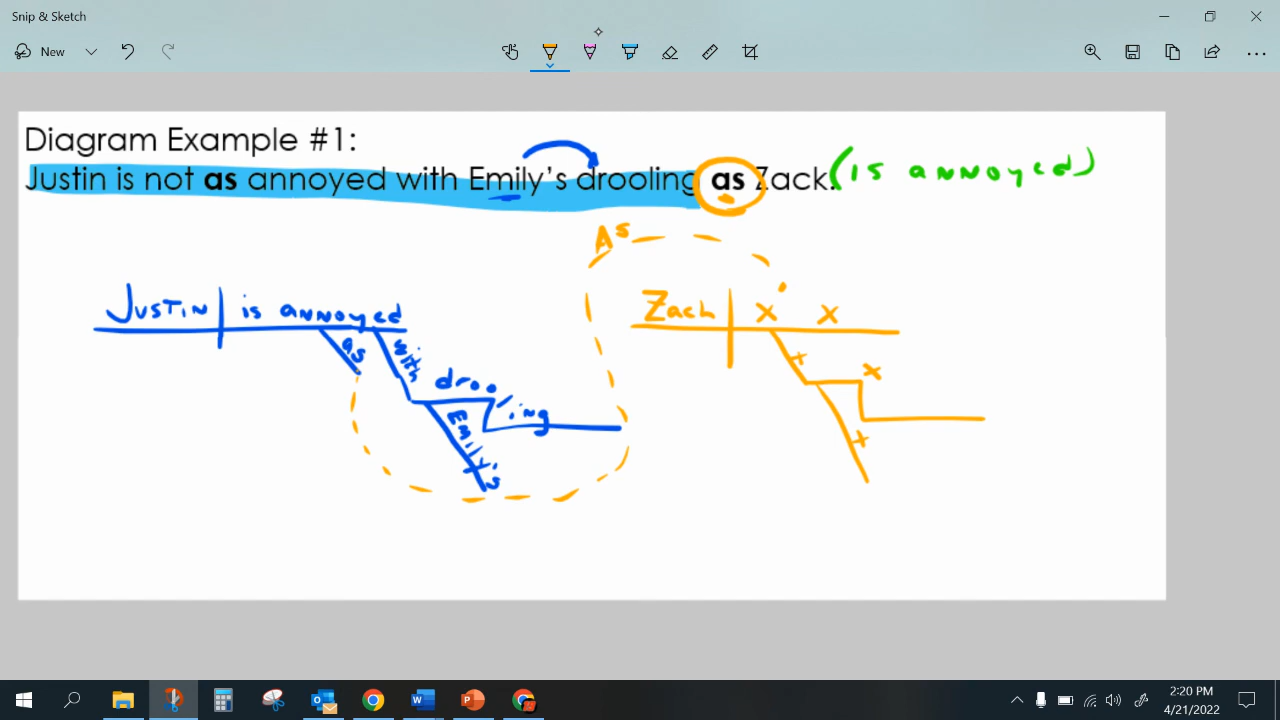 Snip & Sketch
New
Diagram Example #1:
Justin is not as annoyed with Emily's drooling as Zack. (is annoyed)
As
Justin is annoyed
Zach x x
as with
x
drooling
x
Emily's
x
2:20 PM
4/21/2022